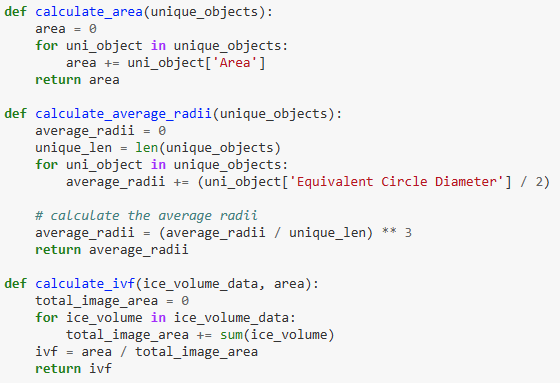 def calculate_area(unique_objects):
    area = 0
    for uni_object in unique_objects:
        area += uni_object['Area']
    return area

def calculate_average_radii(unique_objects):
    average_radii = 0
    unique_len = len(unique_objects)
    for uni_object in unique_objects:
        average_radii += (uni_object['Equivalent Circle Diameter'] / 2)

    # calculate the average radii
    average_radii = (average_radii / unique_len) ** 3
    return average_radii

def calculate_ivf(ice_volume_data, area):
    total_image_area = 0
    for ice_volume in ice_volume_data:
        total_image_area += sum(ice_volume)
    ivf = area / total_image_area
    return ivf